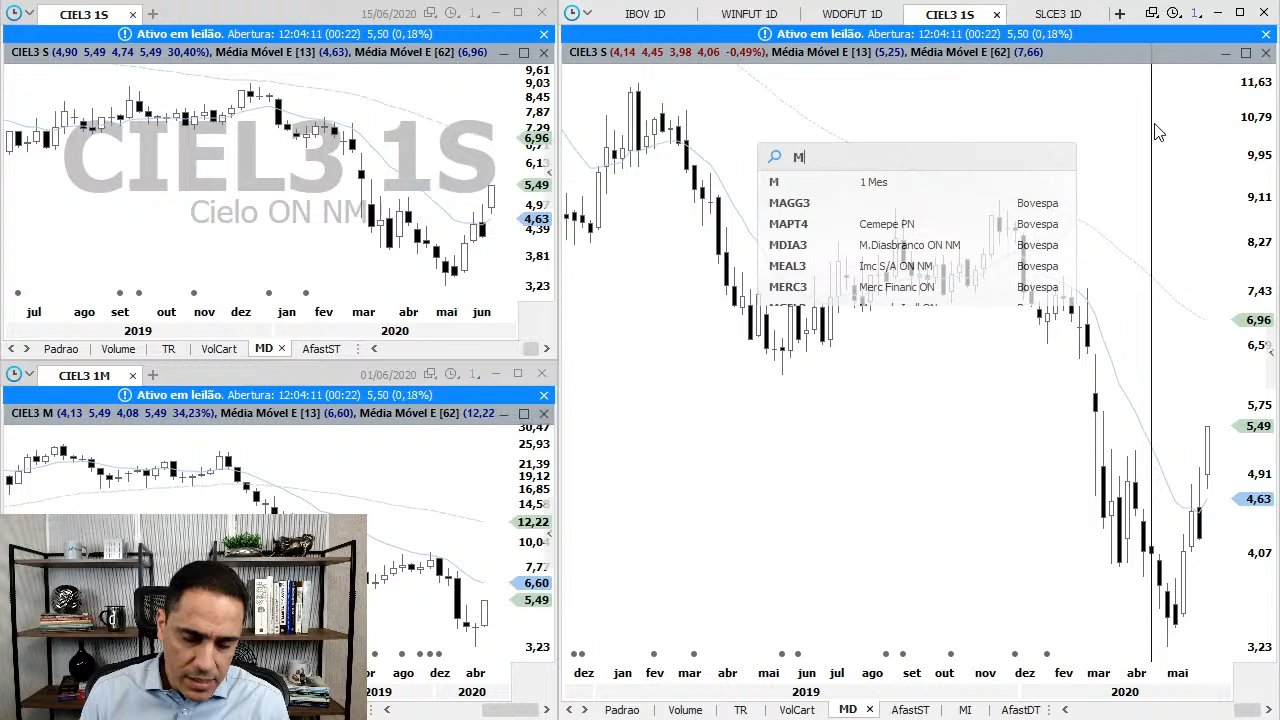 CIEL3 1S
15/06/2020
1
Ativo em leilão. Abertura: 12:04:11 (00:22) 5,50 (0,18%)
CIEL3 S (4,90 5,49 4,74 5,49 30,40%), Média Móvel E [13] (4,63), Média Móvel E [62] (6,96)
9,61
9,03
8,45
7,87
7,29
6,96
6,71
6,13
5,49
4,97
4,63
4,39
3,81
3,23
CIEL3 1S
Cielo ON NM
jul ago set out nov dez jan fev mar abr mai jun
2019 2020
Padrao Volume TR VolCart MD AfastST
CIEL3 1M
01/06/2020
1
Ativo em leilão. Abertura: 12:04:11 (00:22) 5,50 (0,18%)
CIEL3 M (4,13 5,49 4,08 5,49 34,23%), Média Móvel E [13] (6,60), Média Móvel E [62] (12,22
30,47
25,93
21,39
19,12
16,85
14,58
12,22
10,04
7,77
6,60
5,49
3,23
ago out dez abr
2019 2020
IBOV 1D WINFUT 1D WDOFUT 1D CIEL3 1S SLCE3 1D
1
Ativo em leilão. Abertura: 12:04:11 (00:22) 5,50 (0,18%)
CIEL3 S (4,14 4,45 3,98 4,06 -0,49%), Média Móvel E [13] (5,25), Média Móvel E [62] (7,66)
M
M 1 Mes
MAGG3 Bovespa
MAPT4 Cemepe PN Bovespa
MDIA3 M.Diasbranco ON NM Bovespa
MEAL3 Imc S/A ON NM Bovespa
MERC3 Merc Financ ON Bovespa
11,63
10,79
9,95
9,11
8,27
7,43
6,96
6,59
5,75
5,49
4,91
4,63
4,07
3,23
dez jan fev mar abr mai jun jul ago set out nov dez jan fev mar abr mai
2019 2020
Padrao Volume TR VolCart MD AfastST MI AfastDT